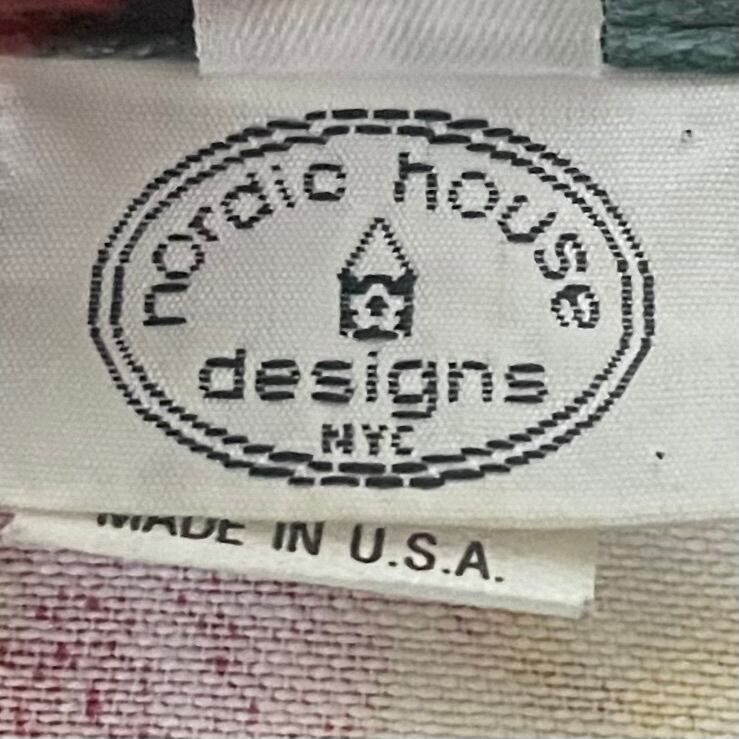 nordic house
designs
NYC
MADE IN U.S.A.